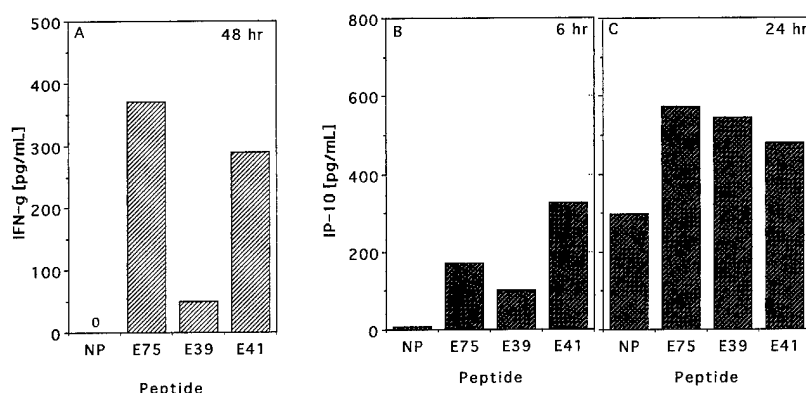 A 48 hr
500
400
300
200
100
0
IFN-g [pg/mL]
0
NP E75 E39 E41
Peptide
B 6 hr
800
600
400
200
0
IP-10 [pg/mL]
NP E75 E39 E41
Peptide
C 24 hr
NP E75 E39 E41
Peptide